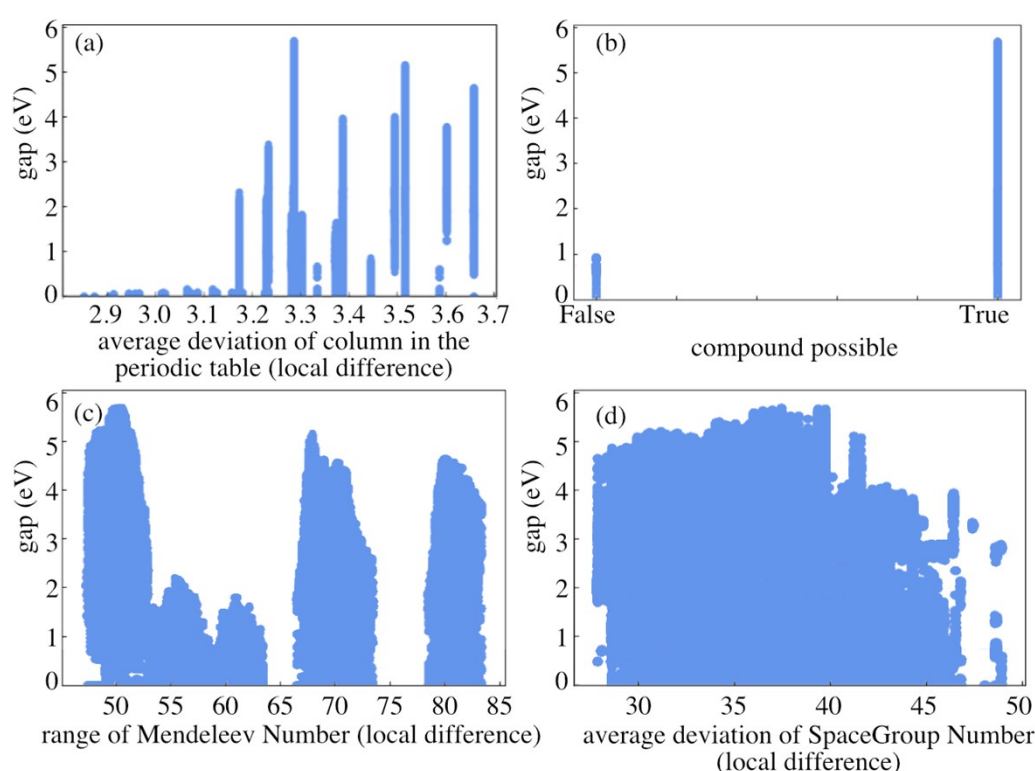 (a)
6
5
4
3
2
1
0
gap (eV)
2.9 3.0 3.1 3.2 3.3 3.4 3.5 3.6 3.7
average deviation of column in the
periodic table (local difference)
(b)
6
5
4
3
2
1
0
gap (eV)
False True
compound possible
(c)
6
5
4
3
2
1
0
gap (eV)
50 55 60 65 70 75 80 85
range of Mendeleev Number (local difference)
(d)
6
5
4
3
2
1
0
gap (eV)
30 35 40 45 50
average deviation of SpaceGroup Number
(local difference)